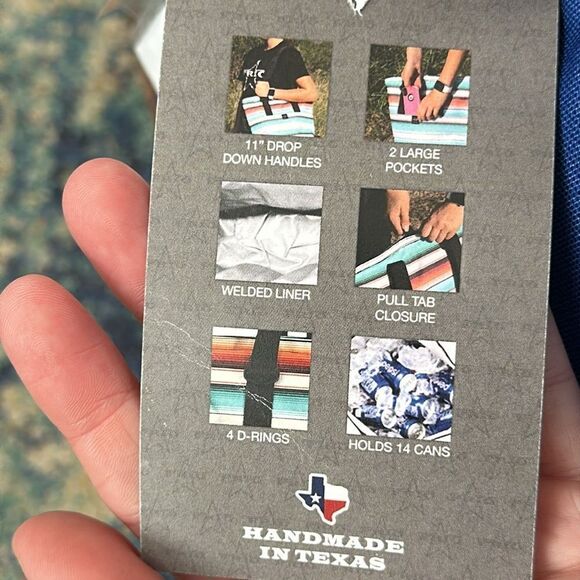 11" DROP
DOWN HANDLES
2 LARGE
POCKETS
WELDED LINER
PULL TAB
CLOSURE
4 D-RINGS
HOLDS 14 CANS
HANDMADE
IN TEXAS